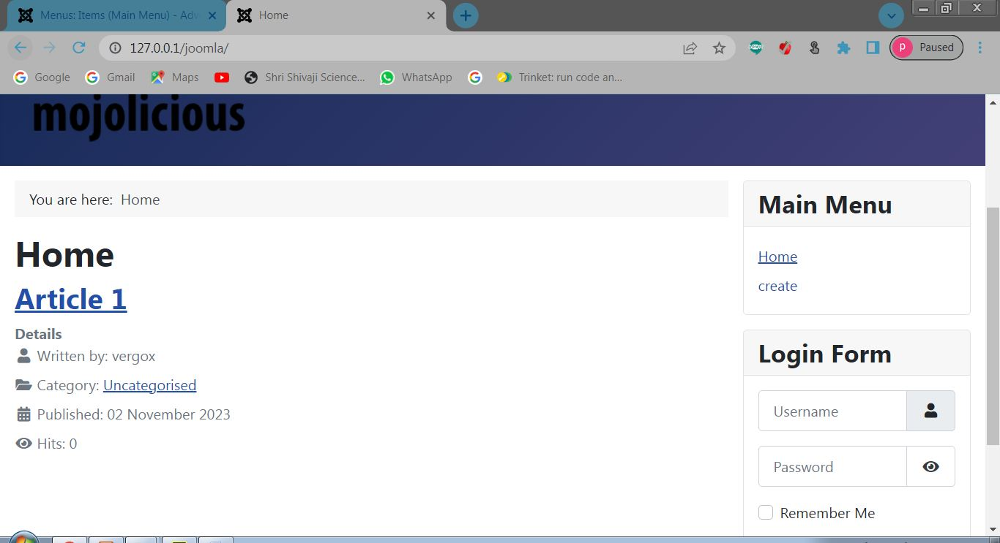 Menus: Items (Main Menu) - Adv
Home
127.0.0.1/joomla/
P Paused
Google
Gmail
Maps
Shri Shivaji Science...
WhatsApp
Trinket: run code an...
mojolicious
You are here: Home
Home
Article 1
Details
Written by: vergox
Category: Uncategorised
Published: 02 November 2023
Hits: 0
Main Menu
Home
create
Login Form
Username
Password
Remember Me